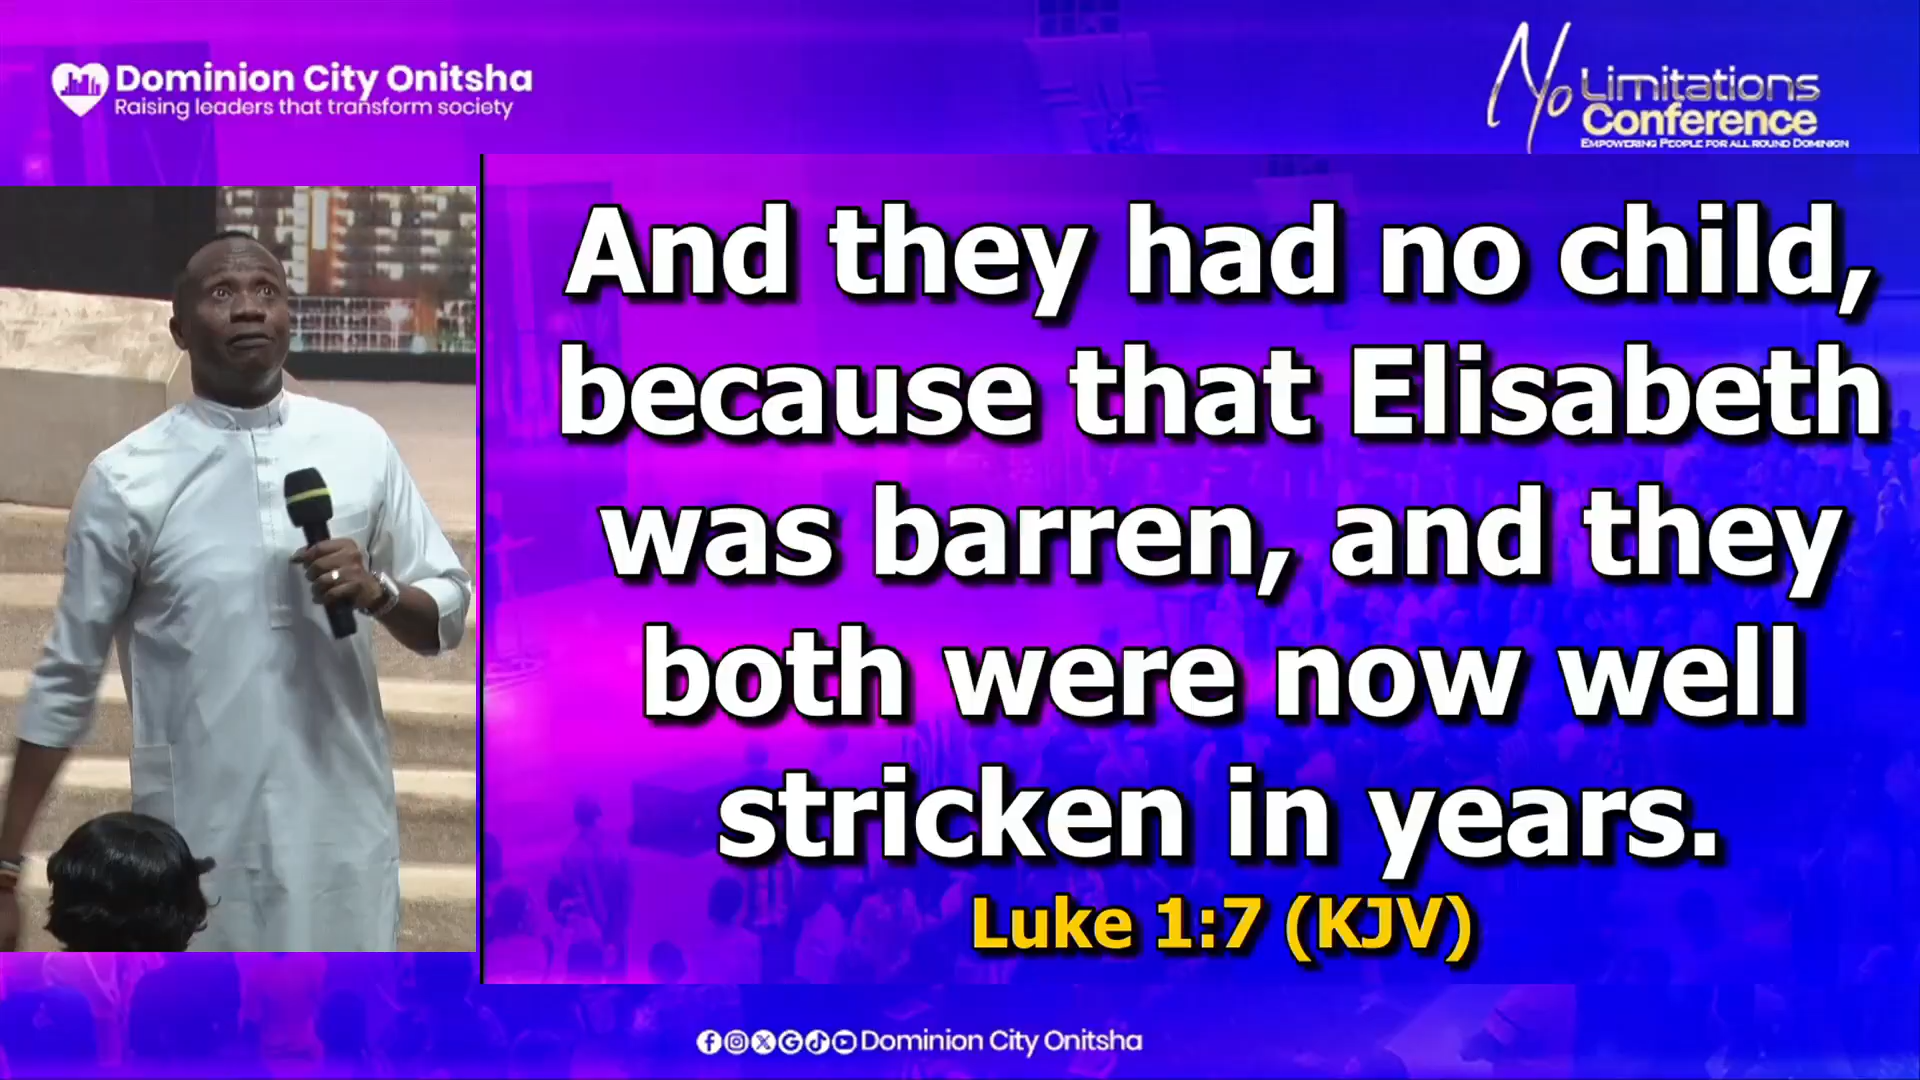 Dominion City Onitsha
Raising leaders that transform society
No Limitations
Conference
EMPOWERING PEOPLE FOR ALL ROUND DOMINION
And they had no child,
because that Elisabeth
was barren, and they
both were now well
stricken in years.
Luke 1:7 (KJV)
Dominion City Onitsha